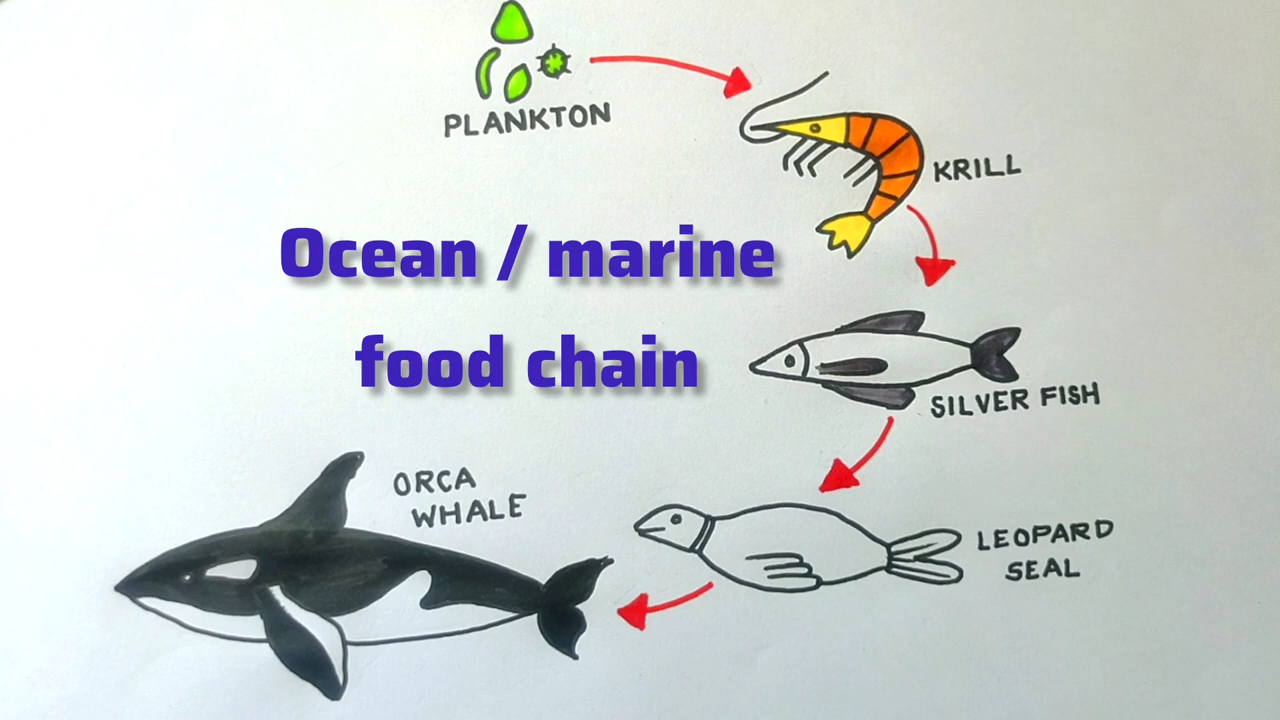 PLANKTON
KRILL
Ocean / marine
food chain
SILVER FISH
ORCA
WHALE
LEOPARD
SEAL